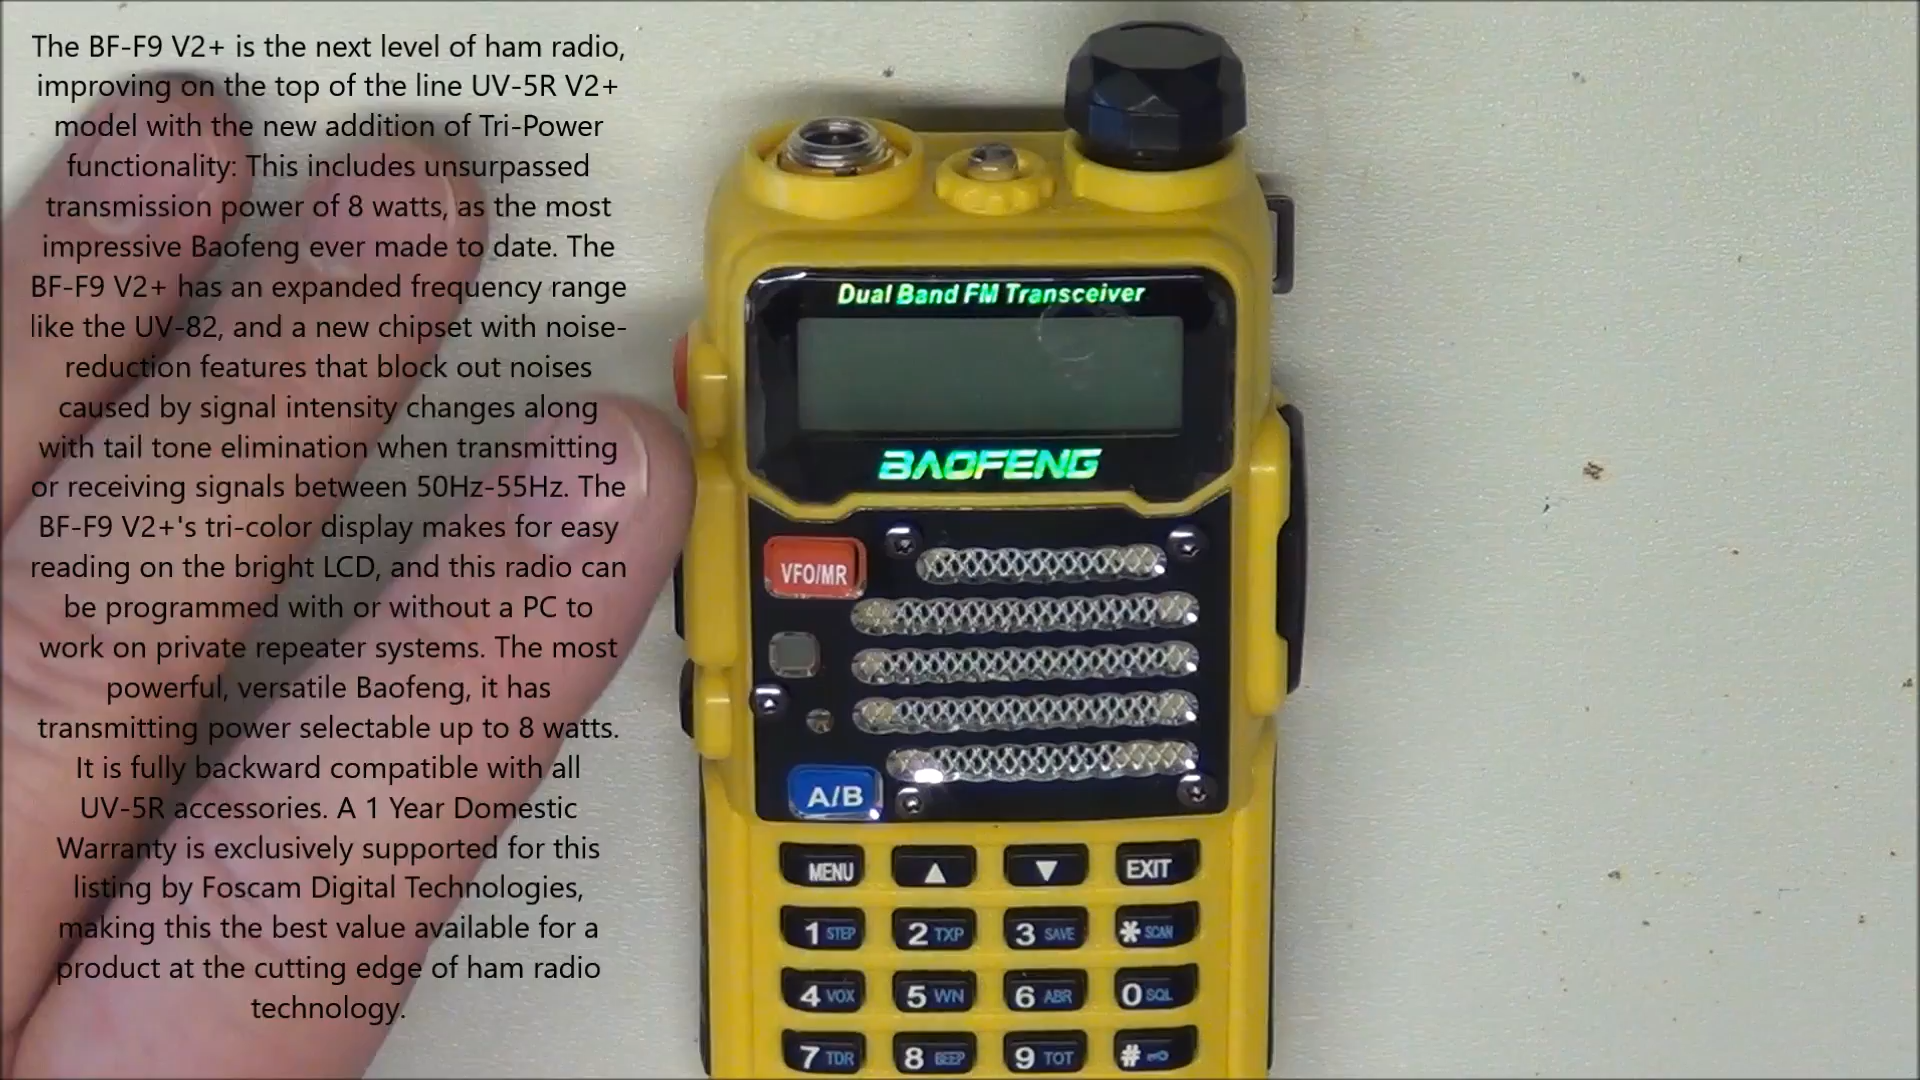 The BF-F9 V2+ is the next level of ham radio,
improving on the top of the line UV-5R V2+
model with the new addition of Tri-Power
functionality: This includes unsurpassed
transmission power of 8 watts, as the most
impressive Baofeng ever made to date. The
BF-F9 V2+ has an expanded frequency range
like the UV-82, and a new chipset with noise-
reduction features that block out noises
caused by signal intensity changes along
with tail tone elimination when transmitting
or receiving signals between 50Hz-55Hz. The
BF-F9 V2+'s tri-color display makes for easy
reading on the bright LCD, and this radio can
be programmed with or without a PC to
work on private repeater systems. The most
powerful, versatile Baofeng, it has
transmitting power selectable up to 8 watts.
It is fully backward compatible with all
UV-5R accessories. A 1 Year Domestic
Warranty is exclusively supported for this
listing by Foscam Digital Technologies,
making this the best value available for a
product at the cutting edge of ham radio
technology.
Dual Band FM Transceiver
BAOFENG
VFO/MR
A/B
MENU ▲ ▼ EXIT
1 STEP 2 TXP 3 SAVE * SCAN
4 VOX 5 WN 6 ABR 0 SQL
7 TDR 8 BEEP 9 TOT #